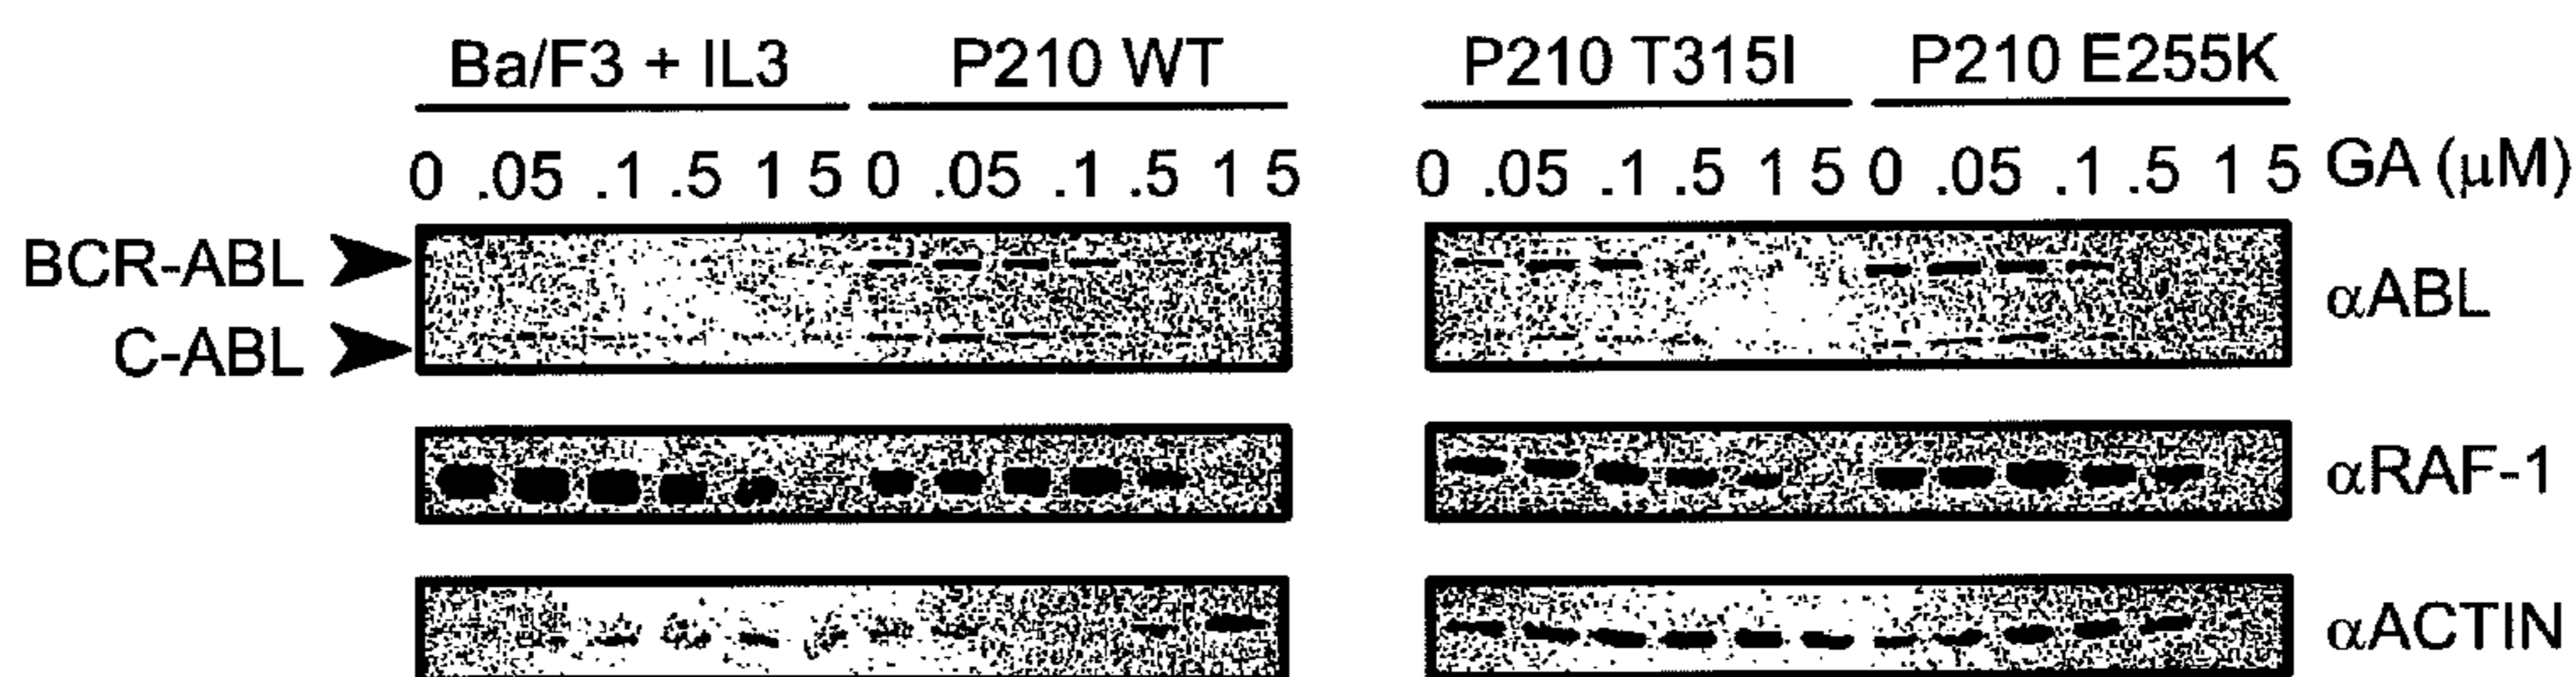 Ba/F3 + IL3 P210 WT P210 T315I P210 E255K
0 .05 .1 .5 1 5 0 .05 .1 .5 1 5 0 .05 .1 .5 1 5 0 .05 .1 .5 1 5 GA (μM)
BCR-ABL
αABL
C-ABL
αRAF-1
αACTIN